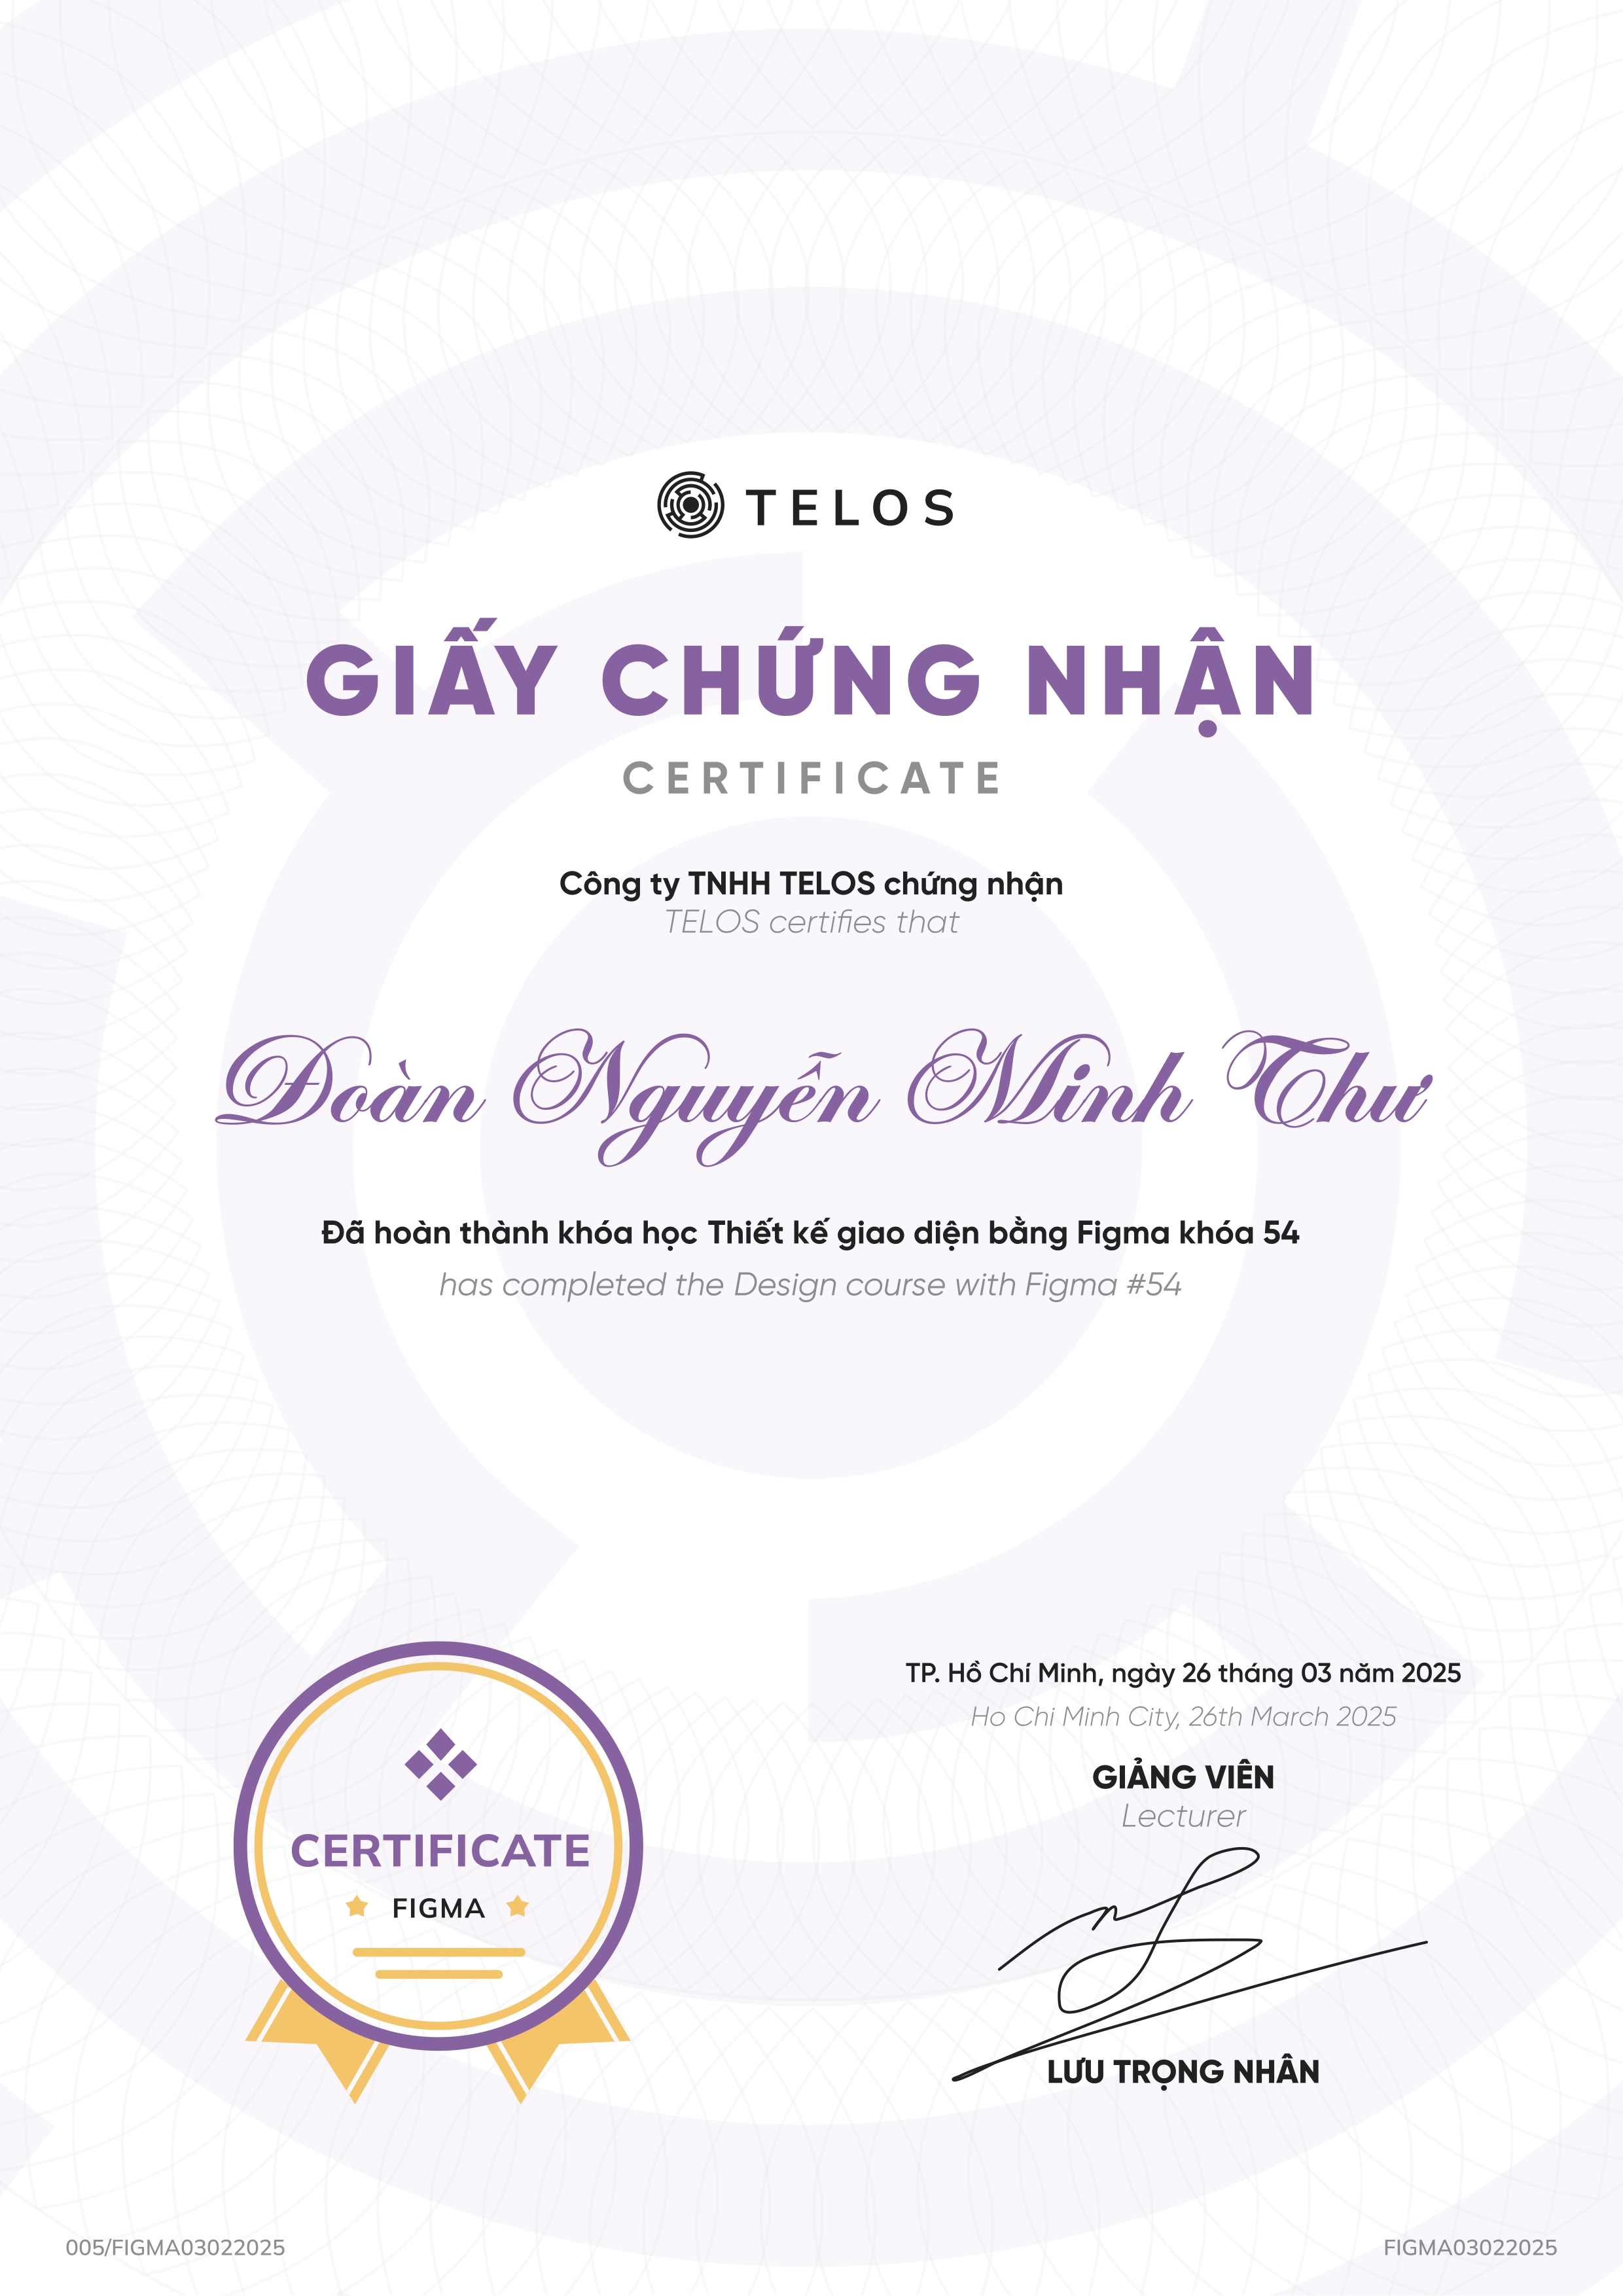 TELOS
GIẤY CHỨNG NHẬN
CERTIFICATE
Công ty TNHH TELOS chứng nhận
TELOS certifies that
Đoàn Nguyễn Minh Thư
Đã hoàn thành khóa học Thiết kế giao diện bằng Figma khóa 54
has completed the Design course with Figma #54
CERTIFICATE
FIGMA
TP. Hồ Chí Minh, ngày 26 tháng 03 năm 2025
Ho Chi Minh City, 26th March 2025
GIẢNG VIÊN
Lecturer
LƯU TRỌNG NHÂN
005/FIGMA03022025
FIGMA03022025